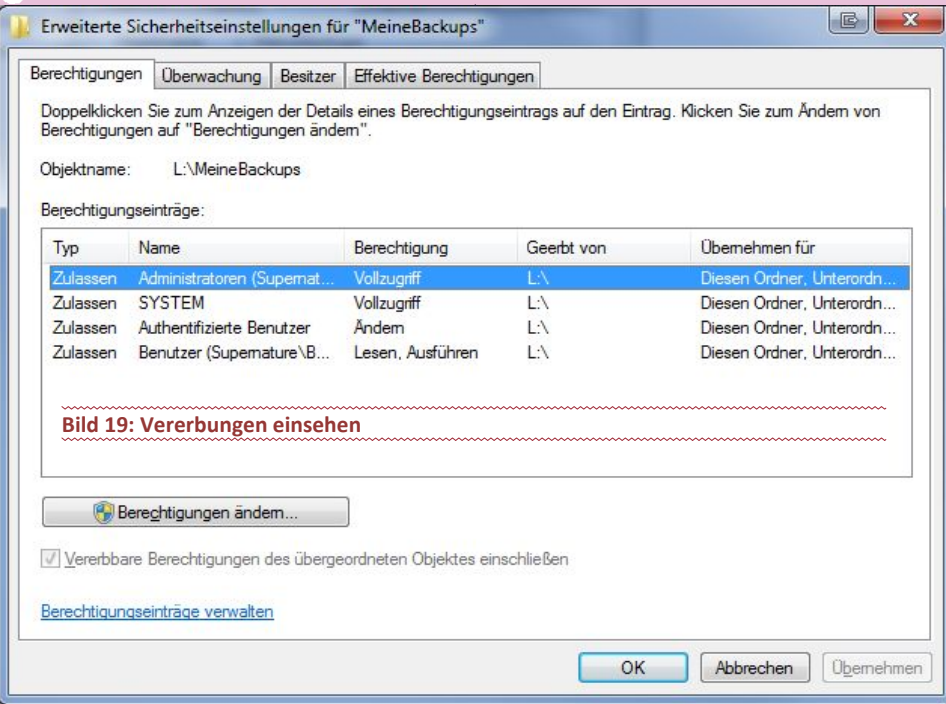 Erweiterte Sicherheitseinstellungen für "MeineBackups"
Berechtigungen Überwachung Besitzer Effektive Berechtigungen
Doppelklicken Sie zum Anzeigen der Details eines Berechtigungseintrags auf den Eintrag. Klicken Sie zum Ändern von
Berechtigungen auf "Berechtigungen ändern".
Objektname: L:\MeineBackups
Berechtigungseinträge:
Typ Name Berechtigung Geerbt von Übernehmen für
Zulassen Administratoren (Supernat... Vollzugriff L:\ Diesen Ordner, Unterordn...
Zulassen SYSTEM Vollzugriff L:\ Diesen Ordner, Unterordn...
Zulassen Authentifizierte Benutzer Ändern L:\ Diesen Ordner, Unterordn...
Zulassen Benutzer (Supernature\B... Lesen, Ausführen L:\ Diesen Ordner, Unterordn...
Bild 19: Vererbungen einsehen
Berechtigungen ändern...
Vererbbare Berechtigungen des übergeordneten Objektes einschließen
Berechtigungseinträge verwalten
OK Abbrechen Übernehmen